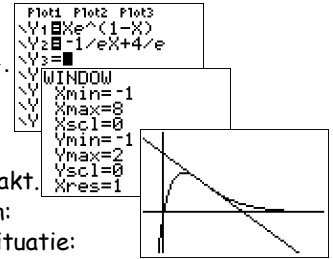 Plot1 Plot2 Plot3
\Y1=Xe^(1-X)
\Y2=-1/eX+4/e
\Y3=
\Y
\Y
\Y
\Y
WINDOW
Xmin=-1
Xmax=8
Xscl=0
Ymin=-1
Ymax=2
Yscl=0
Xres=1
akt.
n:
ituatie: